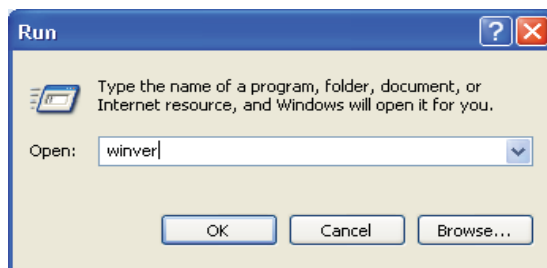 Run
Type the name of a program, folder, document, or
Internet resource, and Windows will open it for you.
Open: winver
OK Cancel Browse...